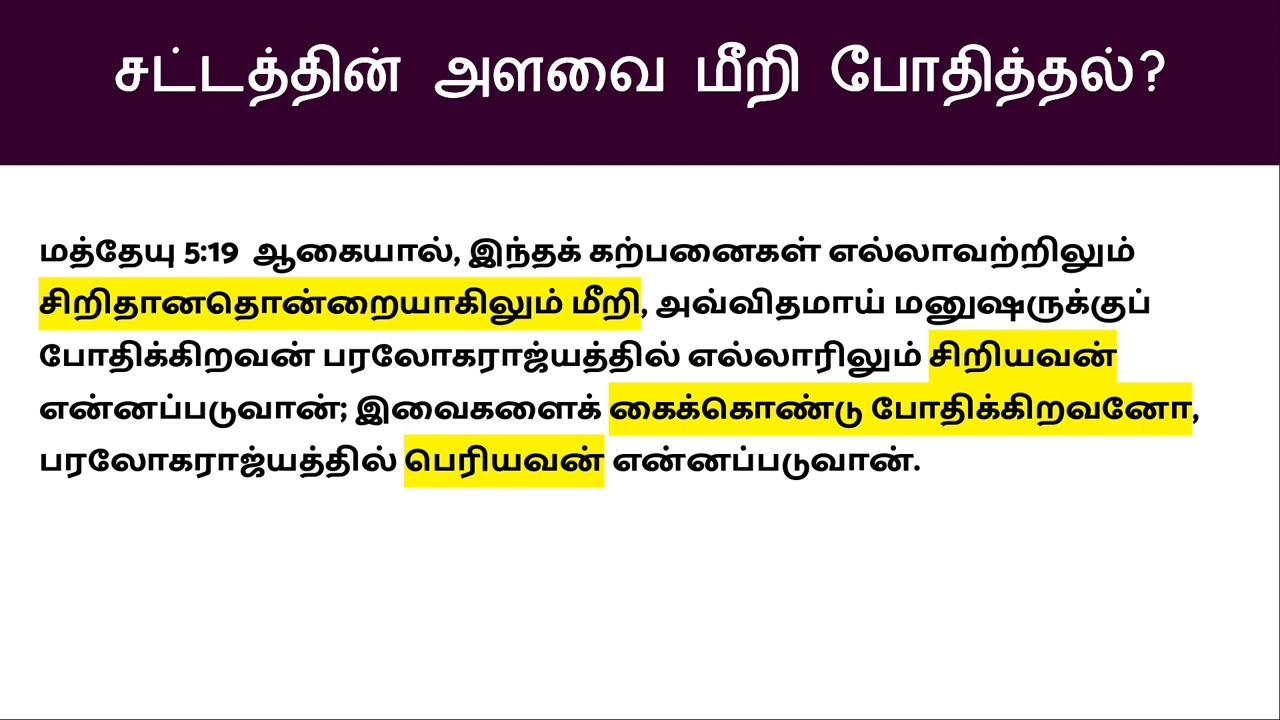 சட்டத்தின் அளவை மீறி போதித்தல்?
மத்தேயு 5:19 ஆகையால், இந்தக் கற்பனைகள் எல்லாவற்றிலும்
சிறிதானதொன்றையாகிலும் மீறி, அவ்விதமாய் மனுஷருக்குப்
போதிக்கிறவன் பரலோகராஜ்யத்தில் எல்லாரிலும் சிறியவன்
என்னப்படுவான்; இவைகளைக் கைக்கொண்டு போதிக்கிறவனோ,
பரலோகராஜ்யத்தில் பெரியவன் என்னப்படுவான்.